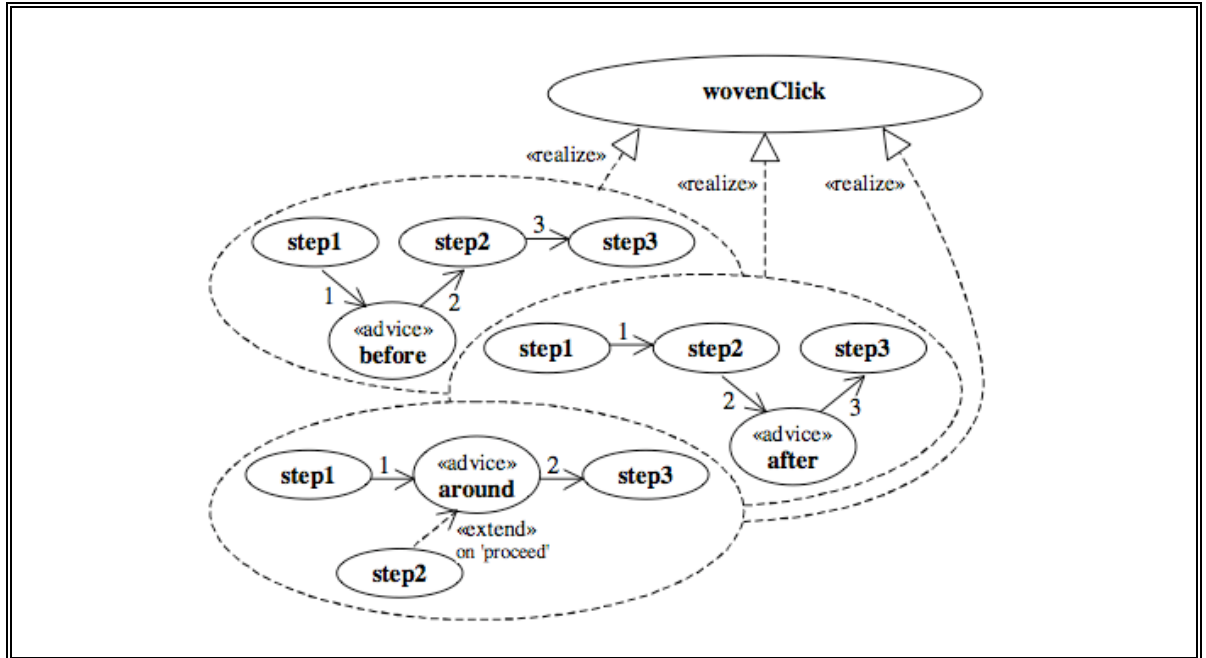 wovenClick
«realize»
«realize»
«realize»
step1
step2
3
step3
1
2
«advice»
before
step1
1
step2
step3
2
3
«advice»
after
step1
1
«advice»
around
2
step3
«extend»
on 'proceed'
step2